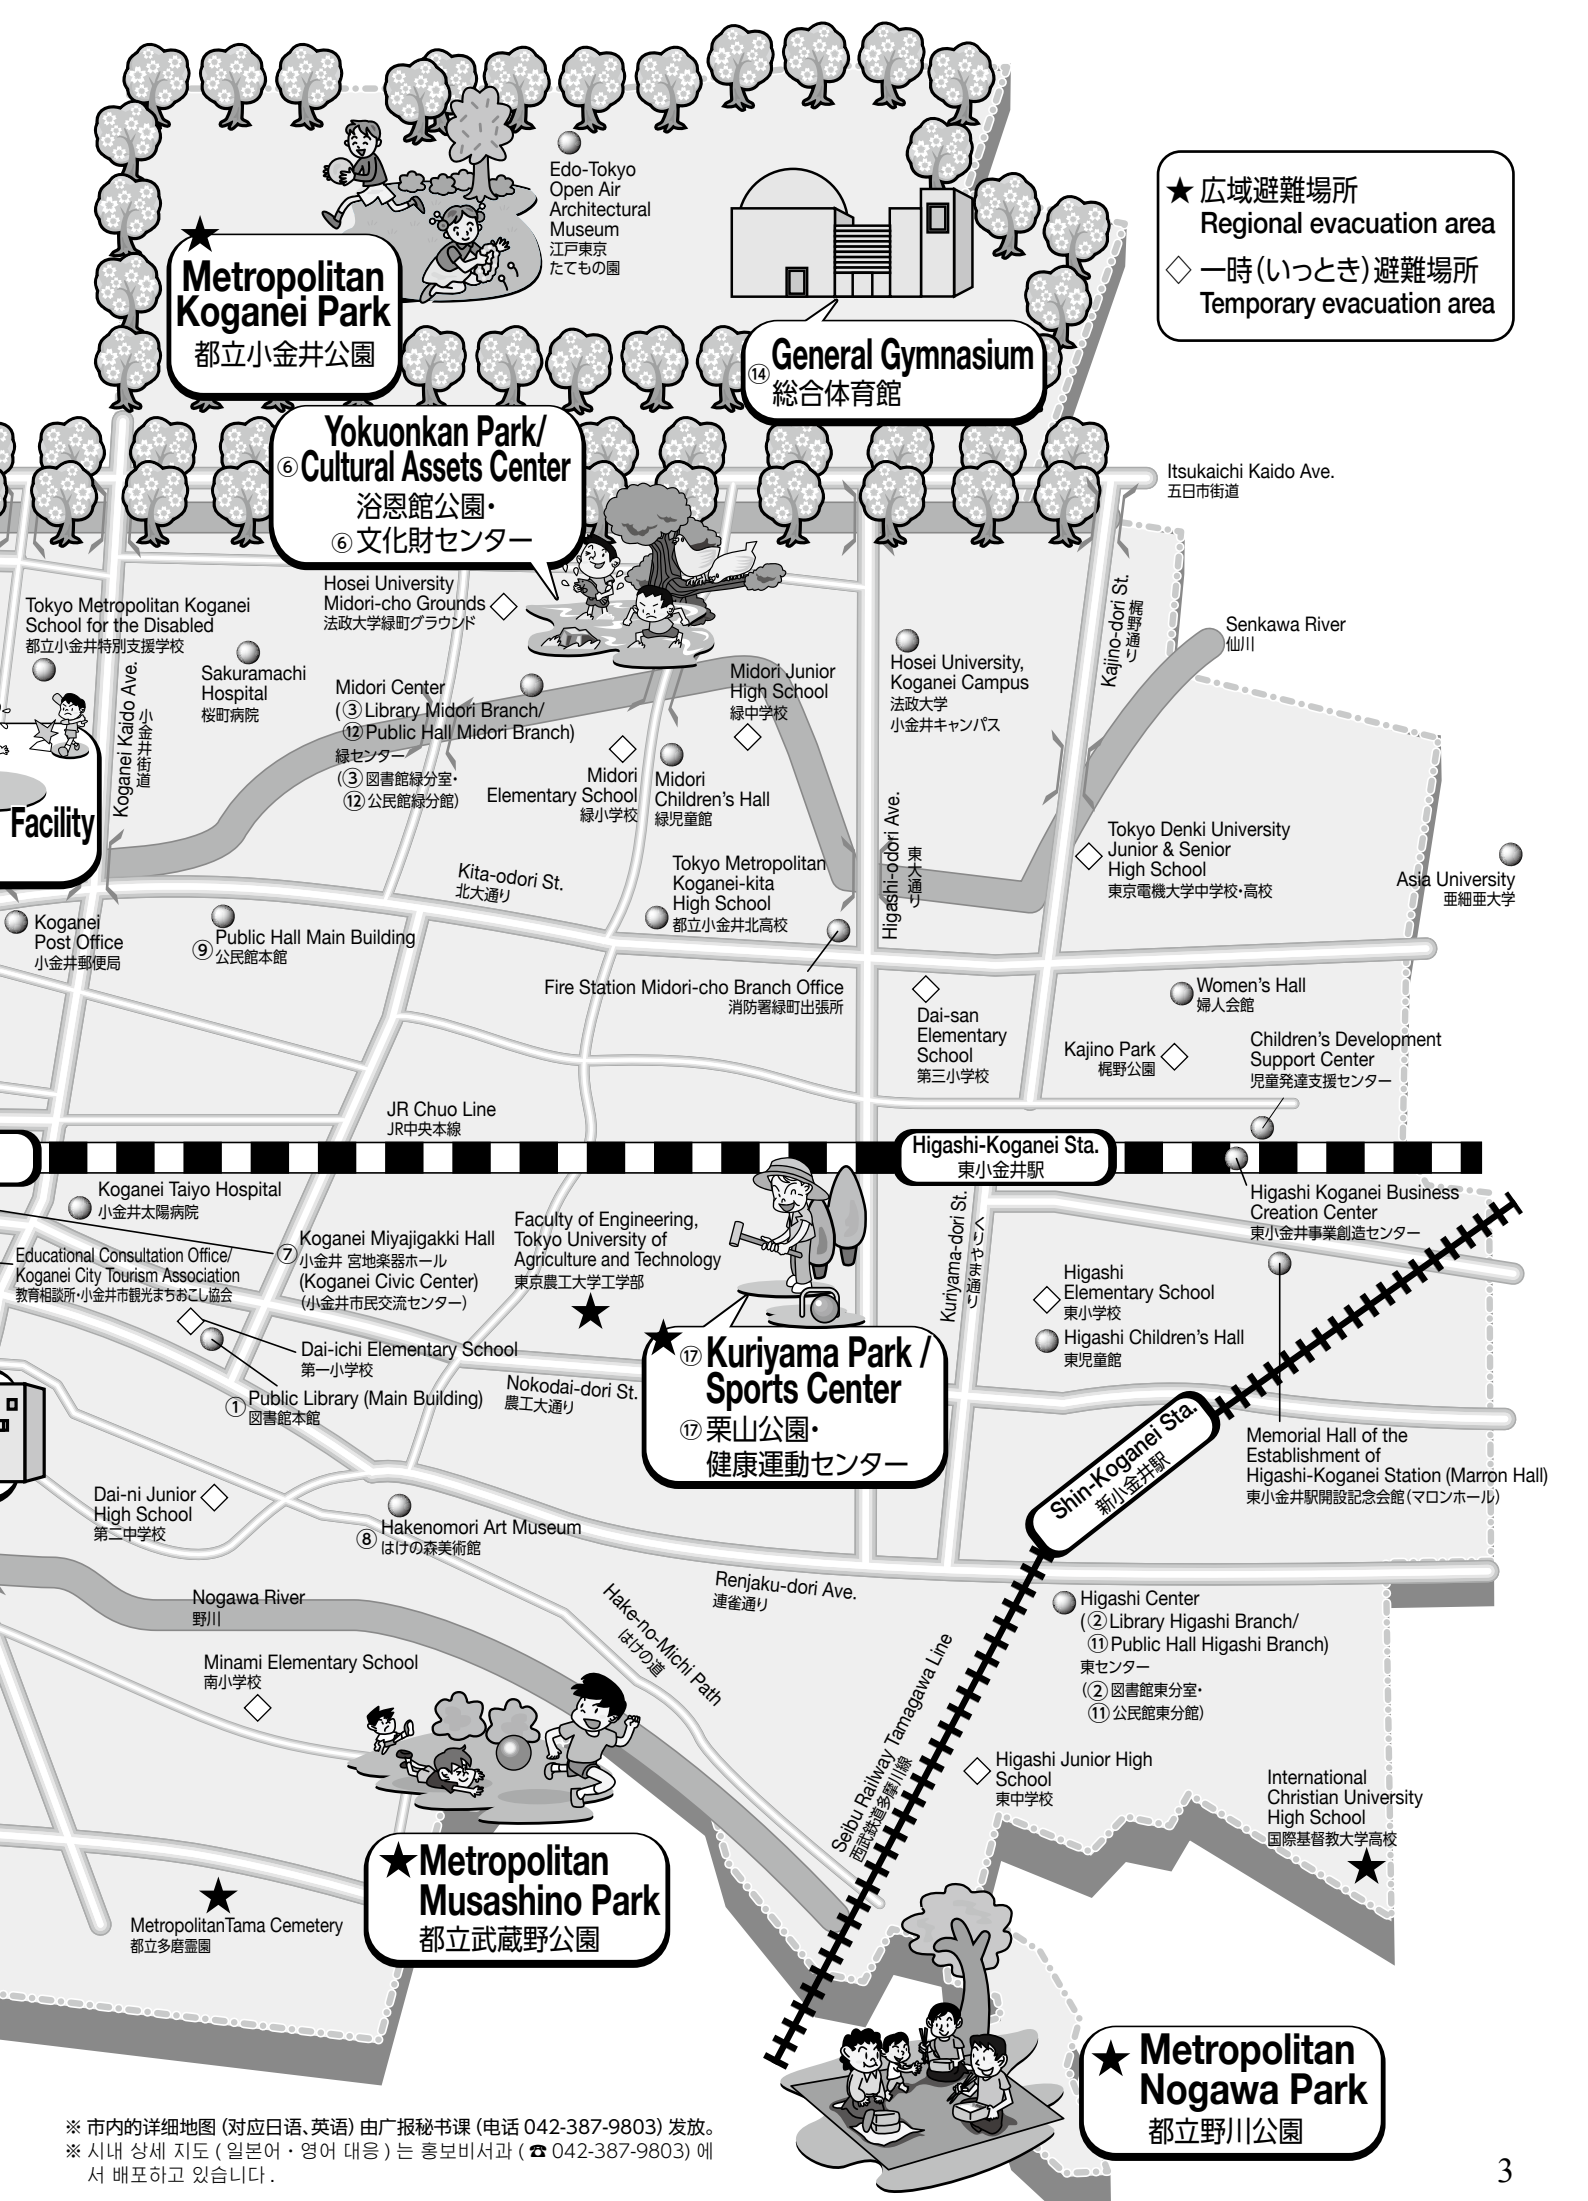 ★ 広域避難場所
Regional evacuation area
◇ 一時(いっとき)避難場所
Temporary evacuation area
Edo-Tokyo
Open Air
Architectural
Museum
江戸東京
たてもの園
★
Metropolitan
Koganei Park
都立小金井公園
⑭ General Gymnasium
総合体育館
Yokuonkan Park/
⑥ Cultural Assets Center
浴恩館公園・
⑥ 文化財センター
Itsukaichi Kaido Ave.
五日市街道
Hosei University
Midori-cho Grounds
法政大学緑町グラウンド
Tokyo Metropolitan Koganei
School for the Disabled
都立小金井特別支援学校
Sakuramachi
Hospital
桜町病院
Koganei Kaido Ave.
小金井街道
Facility
Midori Center
(③ Library Midori Branch/
⑫ Public Hall Midori Branch)
緑センター
(③ 図書館緑分室・
⑫ 公民館緑分館)
Midori Junior
High School
緑中学校
Midori
Elementary School
緑小学校
Midori
Children's Hall
緑児童館
Hosei University,
Koganei Campus
法政大学
小金井キャンパス
Kajino-dori St.
梶野通り
Senkawa River
仙川
Higashi-odori Ave.
東大通り
Tokyo Denki University
Junior & Senior
High School
東京電機大学中学校・高校
Asia University
亜細亜大学
Kita-odori St.
北大通り
Tokyo Metropolitan
Koganei-kita
High School
都立小金井北高校
Koganei
Post Office
小金井郵便局
⑨ Public Hall Main Building
公民館本館
Fire Station Midori-cho Branch Office
消防署緑町出張所
Dai-san
Elementary
School
第三小学校
Women's Hall
婦人会館
Kajino Park
梶野公園
Children's Development
Support Center
児童発達支援センター
JR Chuo Line
JR中央本線
Higashi-Koganei Sta.
東小金井駅
Koganei Taiyo Hospital
小金井太陽病院
Educational Consultation Office/
Koganei City Tourism Association
教育相談所・小金井市観光まちおこし協会
⑦ Koganei Miyajigakki Hall
小金井 宮地楽器ホール
(Koganei Civic Center)
(小金井市民交流センター)
Faculty of Engineering,
Tokyo University of
Agriculture and Technology
東京農工大学工学部
★
Kuriyama-dori St.
くりやま通り
Higashi Koganei Business
Creation Center
東小金井事業創造センター
Higashi
Elementary School
東小学校
Higashi Children's Hall
東児童館
Dai-ichi Elementary School
第一小学校
① Public Library (Main Building)
図書館本館
Nokodai-dori St.
農工大通り
★ ⑰ Kuriyama Park /
Sports Center
⑰ 栗山公園・
健康運動センター
Shin-Koganei Sta.
新小金井駅
Memorial Hall of the
Establishment of
Higashi-Koganei Station (Marron Hall)
東小金井駅開設記念会館(マロンホール)
Dai-ni Junior
High School
第二中学校
⑧ Hakenomori Art Museum
はけの森美術館
Renjaku-dori Ave.
連雀通り
Nogawa River
野川
Hake-no-Michi Path
はけの道
Higashi Center
(② Library Higashi Branch/
⑪ Public Hall Higashi Branch)
東センター
(② 図書館東分室・
⑪ 公民館東分館)
Minami Elementary School
南小学校
Seibu Railway Tamagawa Line
西武鉄道多摩川線
Higashi Junior High
School
東中学校
International
Christian University
High School
国際基督教大学高校
★
★ Metropolitan
Musashino Park
都立武蔵野公園
★
MetropolitanTama Cemetery
都立多磨霊園
★ Metropolitan
Nogawa Park
都立野川公園
※ 市内的详细地图 (对应日语、英语) 由广报秘书课 (电话 042-387-9803) 发放。
※ 시내 상세 지도 ( 일본어・영어 대응 ) 는 홍보비서과 ( ☎ 042-387-9803) 에
서 배포하고 있습니다 .
3